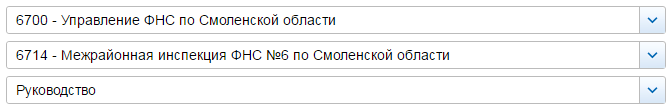 6700 - Управление ФНС по Смоленской области
6714 - Межрайонная инспекция ФНС №6 по Смоленской области
Руководство